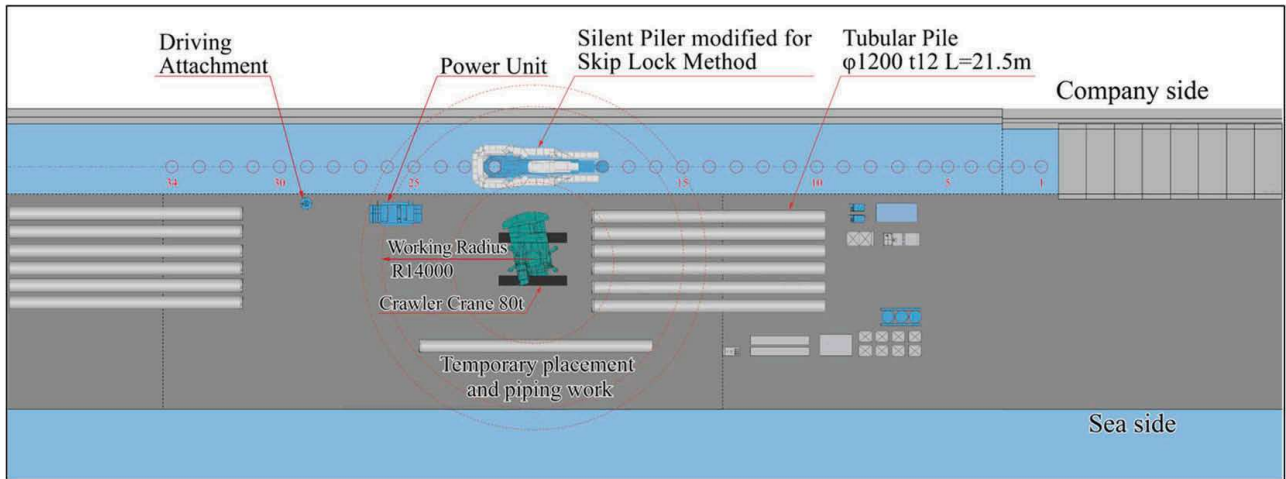 Driving
Attachment
Power Unit
Silent Piler modified for
Skip Lock Method
Tubular Pile
φ1200 t12 L=21.5m
Company side
34
30
25
15
10
5
1
Working Radius
R14000
Crawler Crane 80t
Temporary placement
and piping work
Sea side